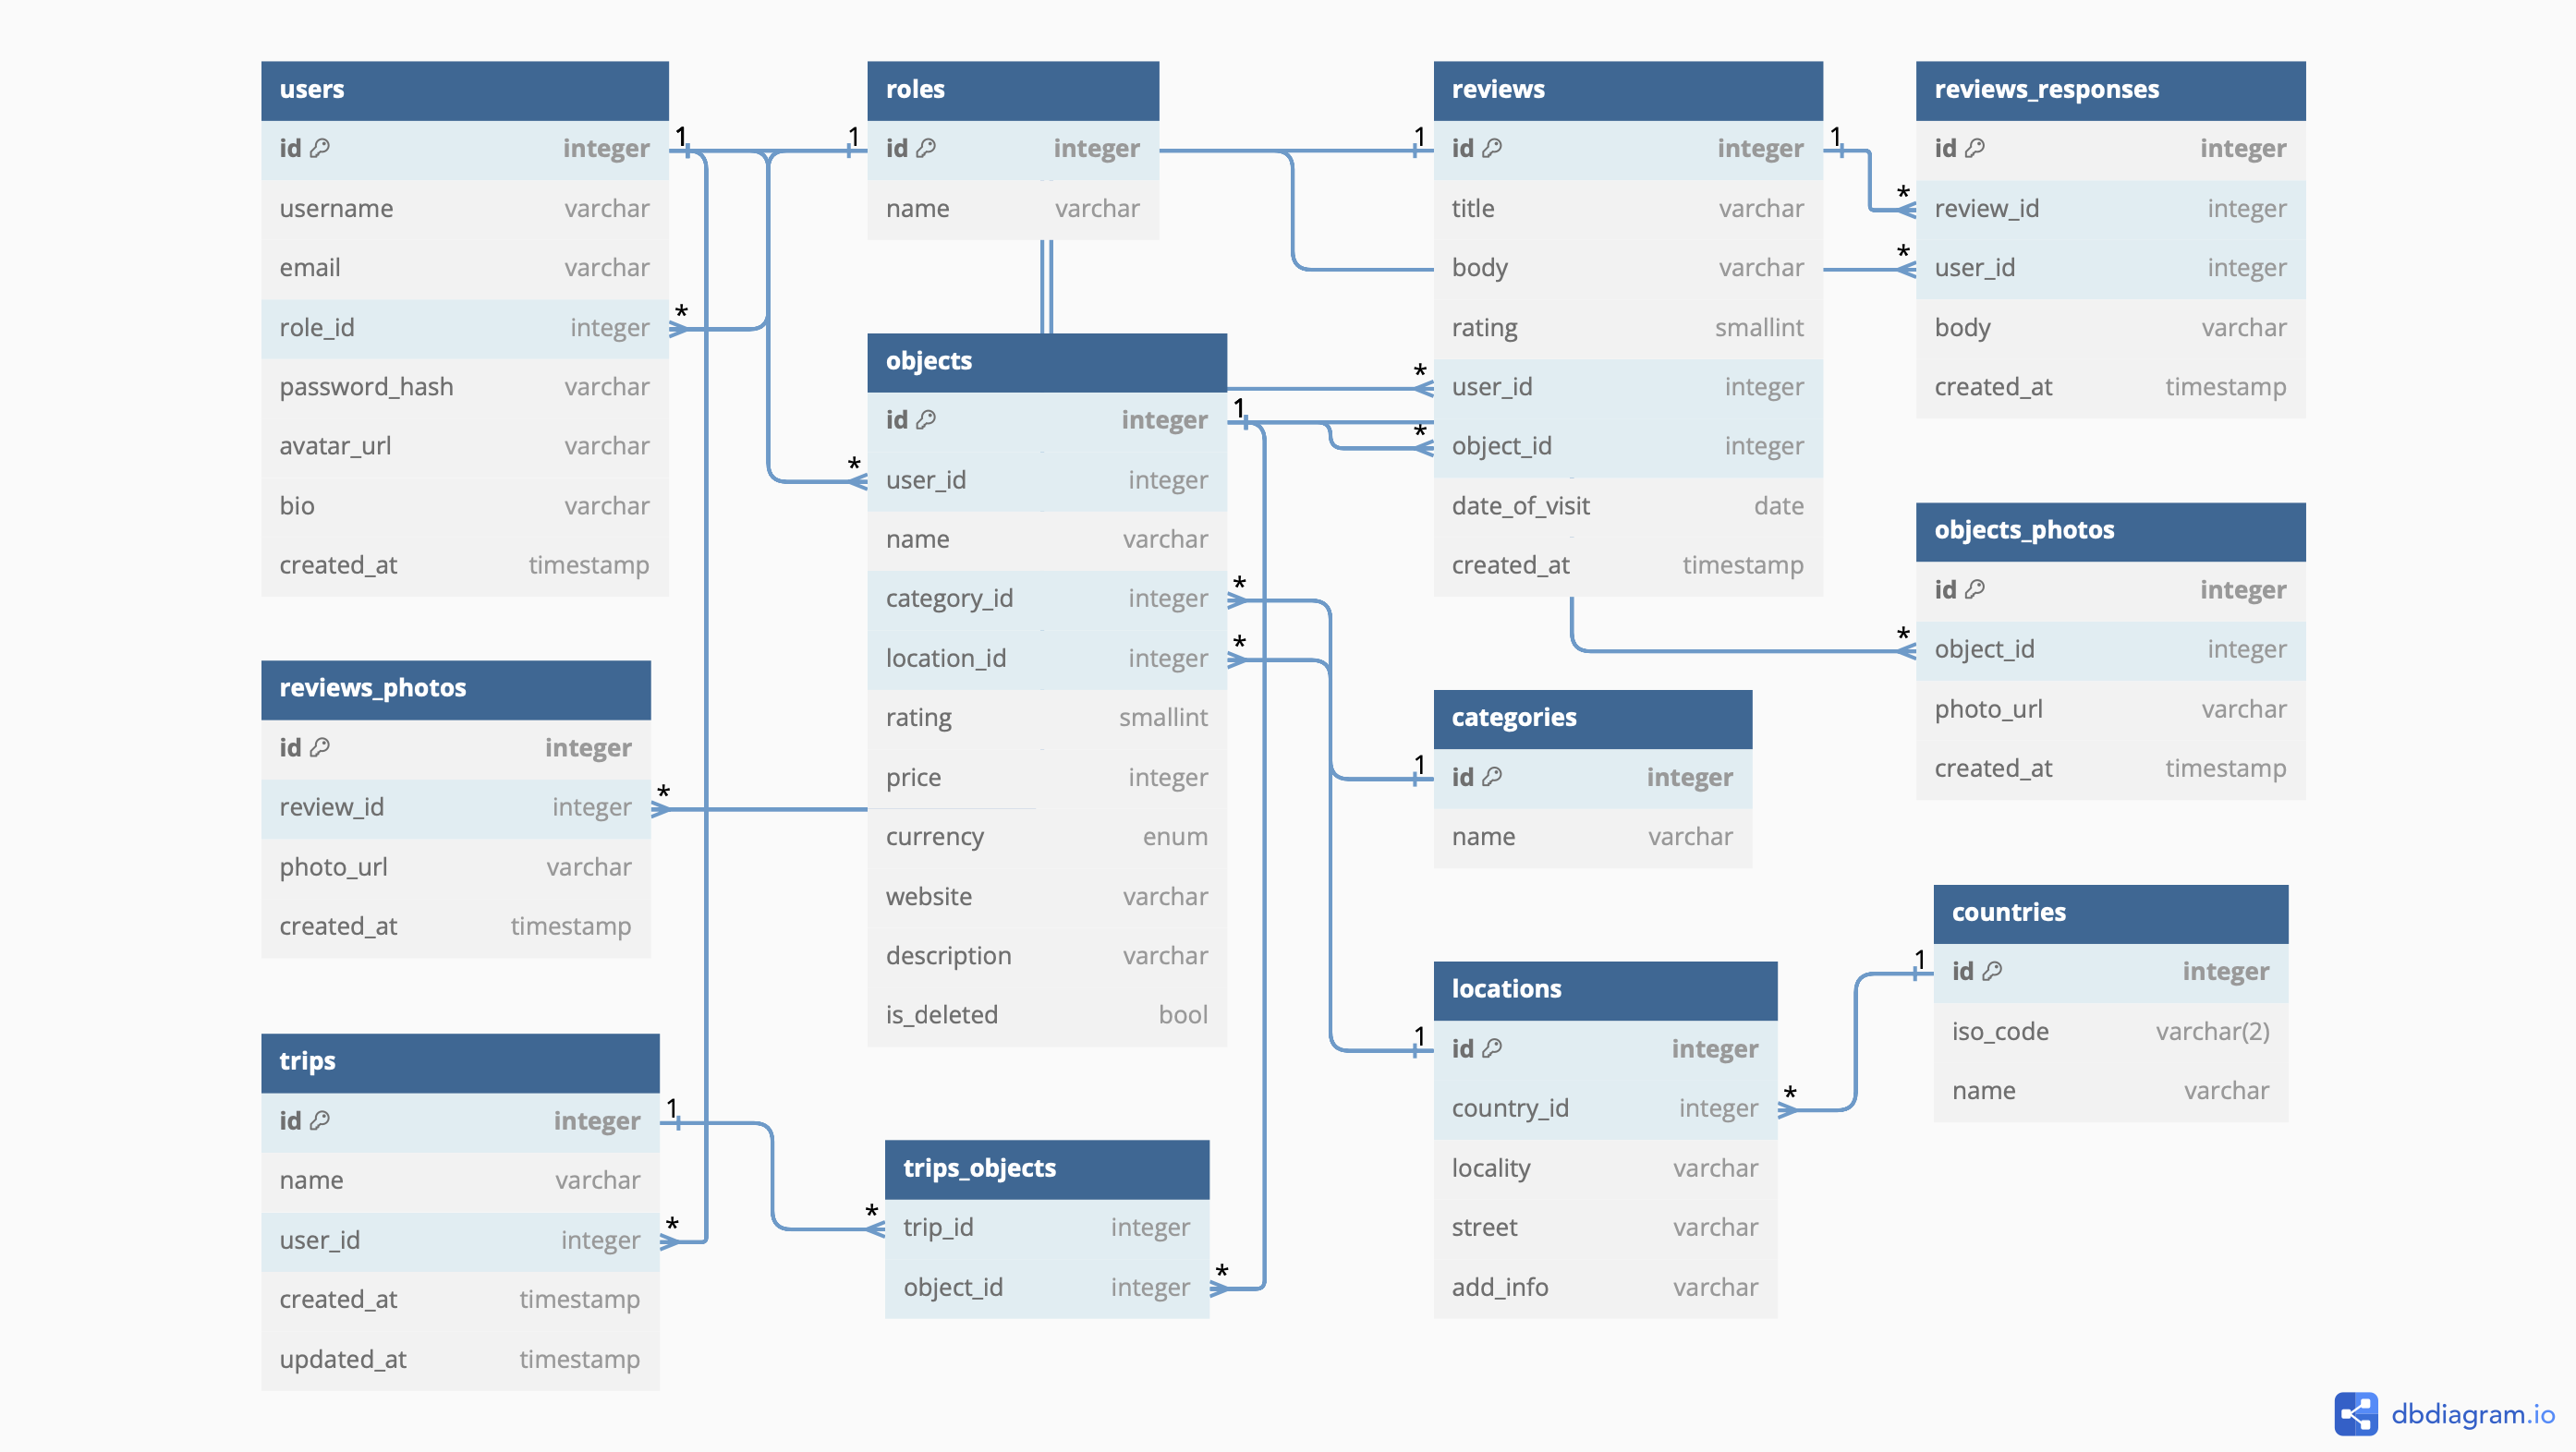 users
id integer
username varchar
email varchar
role_id integer
password_hash varchar
avatar_url varchar
bio varchar
created_at timestamp
roles
id integer
name varchar
reviews
id integer
title varchar
body varchar
rating smallint
user_id integer
object_id integer
date_of_visit date
created_at timestamp
reviews_responses
id integer
review_id integer
user_id integer
body varchar
created_at timestamp
objects
id integer
user_id integer
name varchar
category_id integer
location_id integer
rating smallint
price integer
currency enum
website varchar
description varchar
is_deleted bool
objects_photos
id integer
object_id integer
photo_url varchar
created_at timestamp
reviews_photos
id integer
review_id integer
photo_url varchar
created_at timestamp
categories
id integer
name varchar
countries
id integer
iso_code varchar(2)
name varchar
locations
id integer
country_id integer
locality varchar
street varchar
add_info varchar
trips
id integer
name varchar
user_id integer
created_at timestamp
updated_at timestamp
trips_objects
trip_id integer
object_id integer
1
*
1
*
1
*
*
1
*
*
1
*
*
*
1
*
*
1
1
*
1
*
*
*
dbdiagram.io